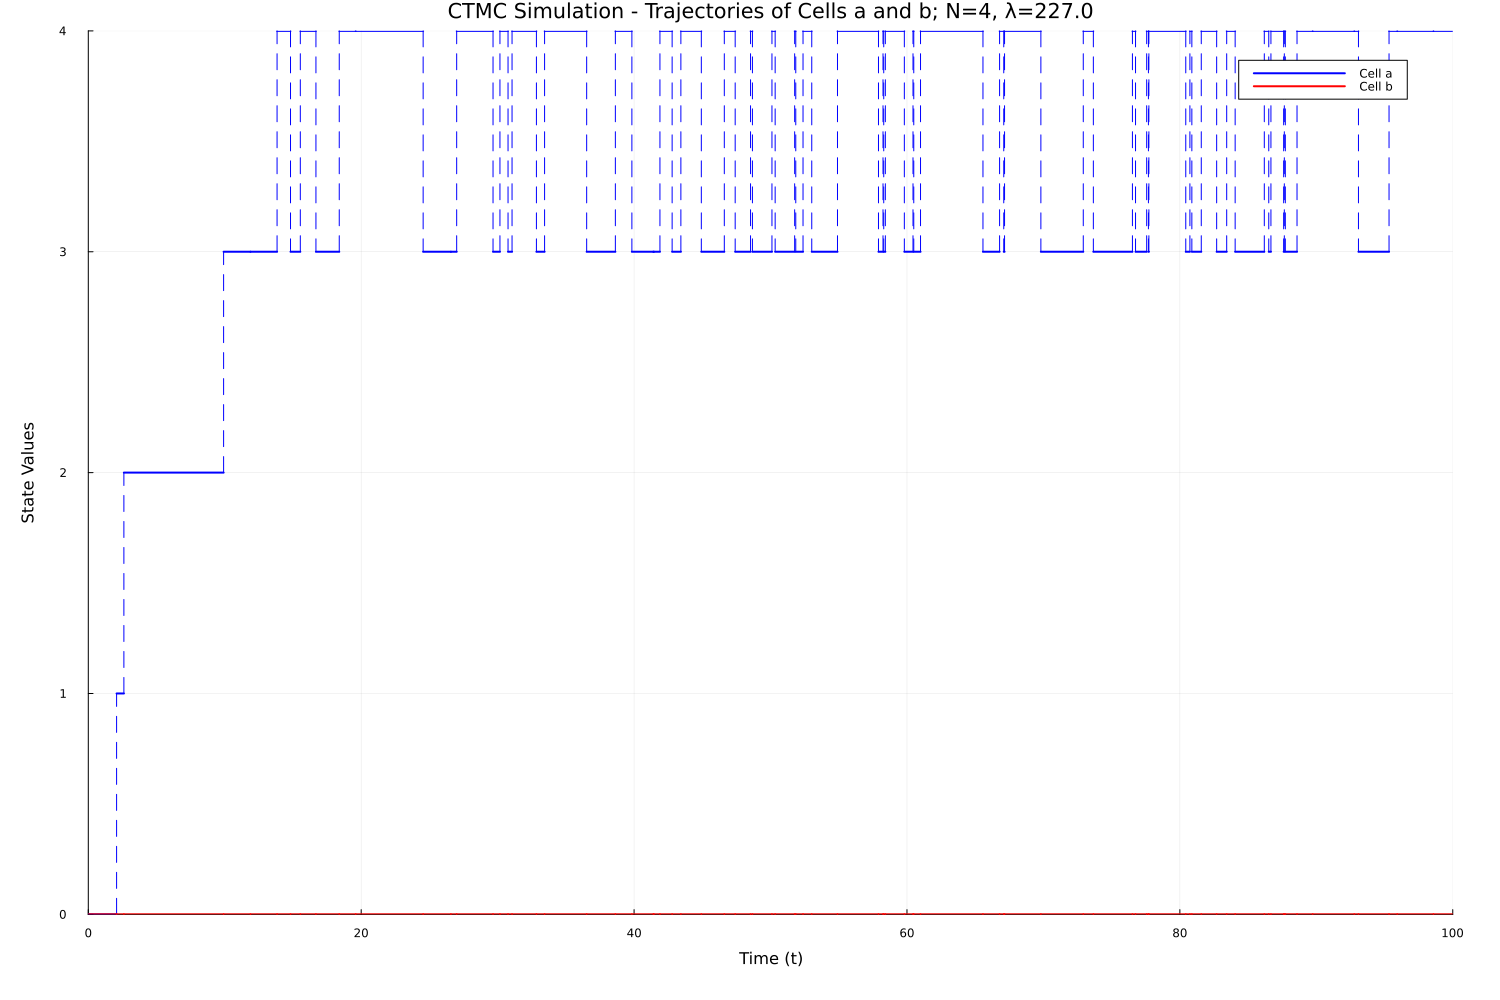 CTMC Simulation - Trajectories of Cells a and b; N=4, λ=227.0
4
Cell a
Cell b
3
State Values
2
1
0
0 20 40 60 80 100
Time (t)